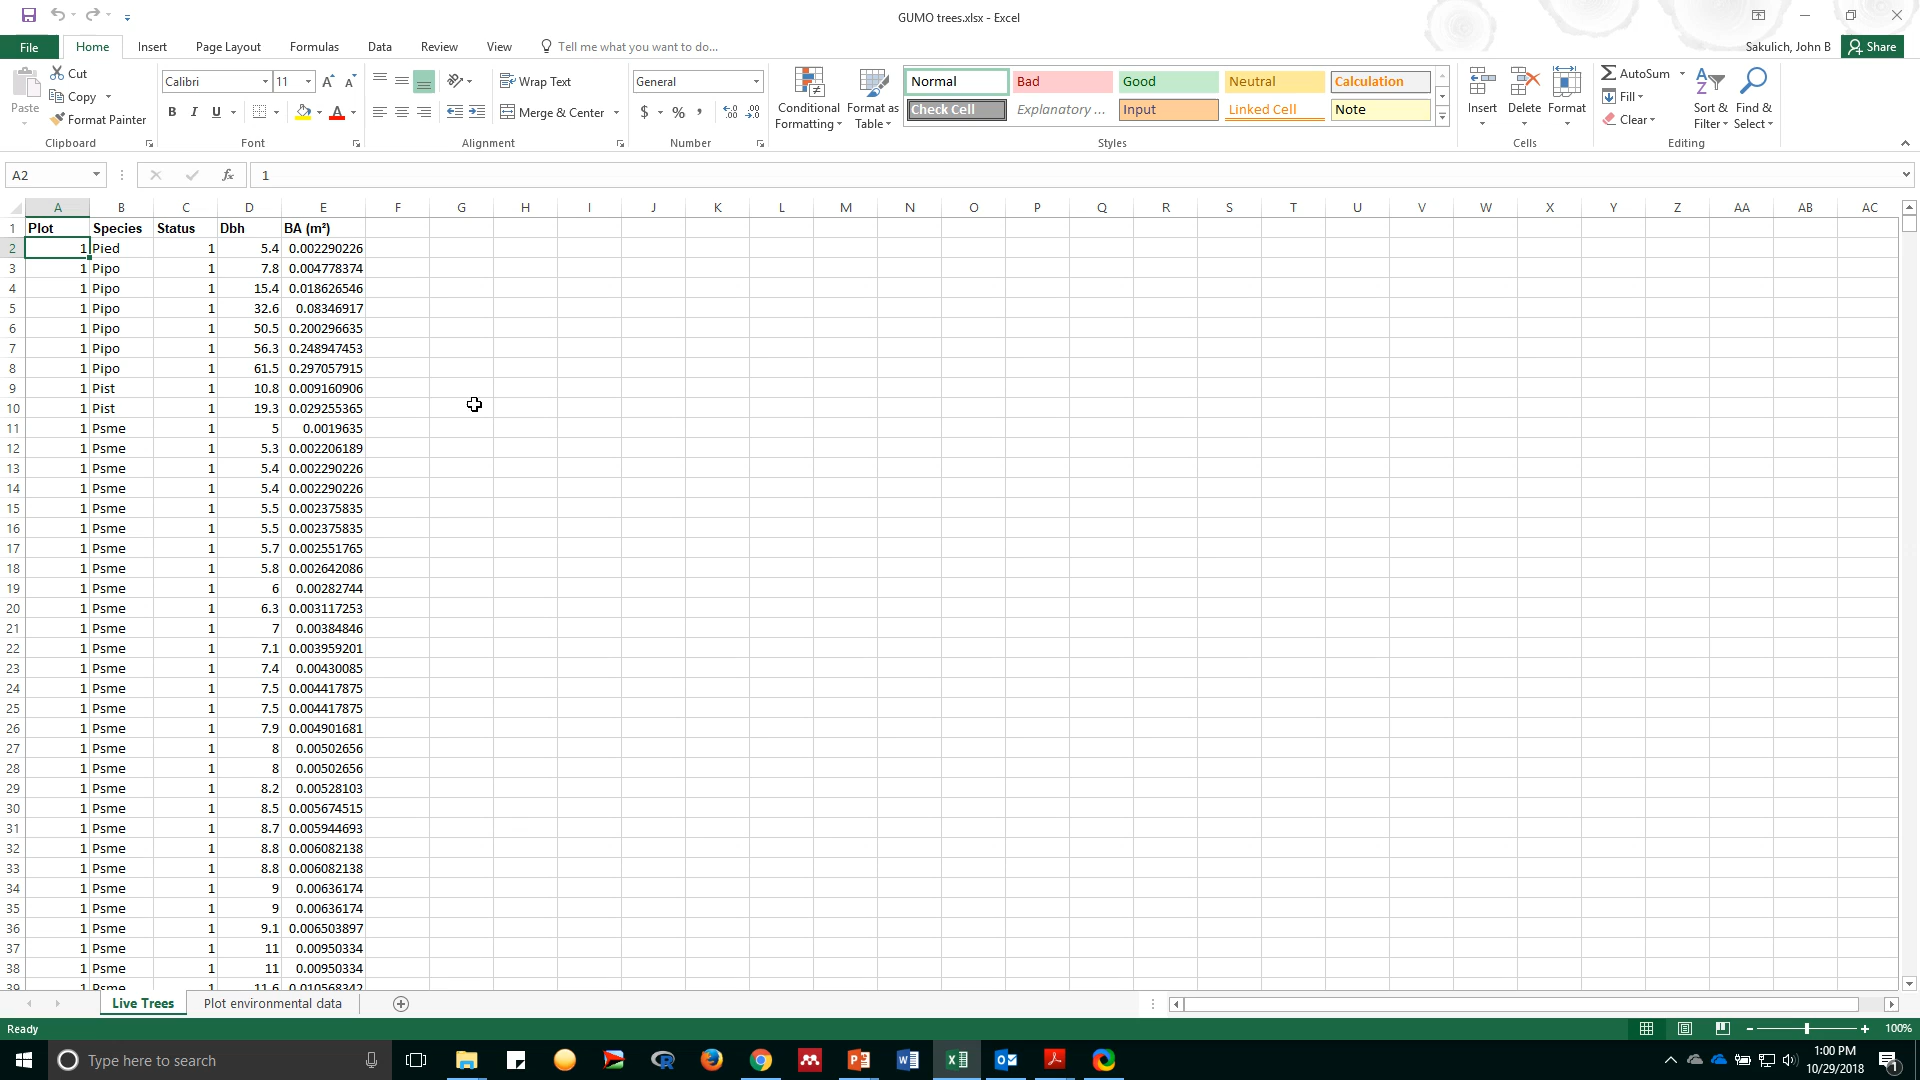 GUMO trees.xlsx - Excel
File Home Insert Page Layout Formulas Data Review View Tell me what you want to do... Sakulich, John B Share
Paste Cut Copy Format Painter
Calibri 11 B I U
Wrap Text Merge & Center
General $ % ,
Conditional Formatting Format as Table
Normal Bad Good Neutral Calculation
Check Cell Explanatory ... Input Linked Cell Note
Insert Delete Format
AutoSum Fill Clear Sort & Filter Find & Select
Clipboard Font Alignment Number Styles Cells Editing
A2 fx 1
A B C D E F G H I J K L M N O P Q R S T U V W X Y Z AA AB AC
1 Plot Species Status Dbh BA (m²)
2 1 Pied 1 5.4 0.002290226
3 1 Pipo 1 7.8 0.004778374
4 1 Pipo 1 15.4 0.018626546
5 1 Pipo 1 32.6 0.08346917
6 1 Pipo 1 50.5 0.200296635
7 1 Pipo 1 56.3 0.248947453
8 1 Pipo 1 61.5 0.297057915
9 1 Pist 1 10.8 0.009160906
10 1 Pist 1 19.3 0.029255365
11 1 Psme 1 5 0.0019635
12 1 Psme 1 5.3 0.002206189
13 1 Psme 1 5.4 0.002290226
14 1 Psme 1 5.4 0.002290226
15 1 Psme 1 5.5 0.002375835
16 1 Psme 1 5.5 0.002375835
17 1 Psme 1 5.7 0.002551765
18 1 Psme 1 5.8 0.002642086
19 1 Psme 1 6 0.00282744
20 1 Psme 1 6.3 0.003117253
21 1 Psme 1 7 0.00384846
22 1 Psme 1 7.1 0.003959201
23 1 Psme 1 7.4 0.00430085
24 1 Psme 1 7.5 0.004417875
25 1 Psme 1 7.5 0.004417875
26 1 Psme 1 7.9 0.004901681
27 1 Psme 1 8 0.00502656
28 1 Psme 1 8 0.00502656
29 1 Psme 1 8.2 0.00528103
30 1 Psme 1 8.5 0.005674515
31 1 Psme 1 8.7 0.005944693
32 1 Psme 1 8.8 0.006082138
33 1 Psme 1 8.8 0.006082138
34 1 Psme 1 9 0.00636174
35 1 Psme 1 9 0.00636174
36 1 Psme 1 9.1 0.006503897
37 1 Psme 1 11 0.00950334
38 1 Psme 1 11 0.00950334
39 1 Psme 1 11.6 0.010568342
Live Trees Plot environmental data
Ready 100%
Type here to search
1:00 PM
10/29/2018